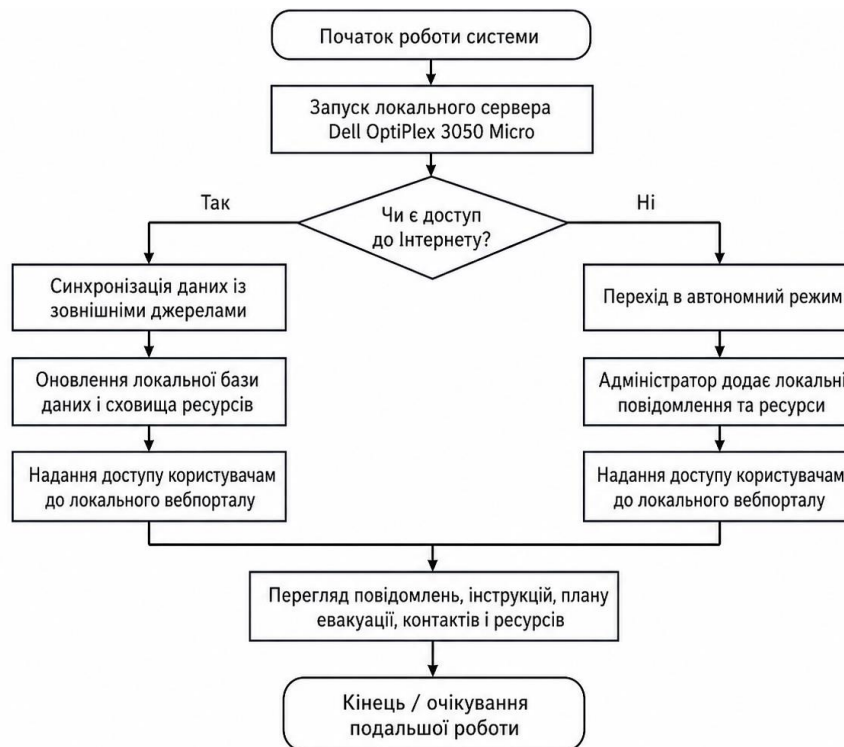 Початок роботи системи
Запуск локального сервера
Dell OptiPlex 3050 Micro
Так
Чи є доступ
до Інтернету?
Ні
Синхронізація даних із
зовнішніми джерелами
Перехід в автономний режим
Оновлення локальної бази
даних і сховища ресурсів
Адміністратор додає локальні
повідомлення та ресурси
Надання доступу користувачам
до локального вебпорталу
Надання доступу користувачам
до локального вебпорталу
Перегляд повідомлень, інструкцій, плану
евакуації, контактів і ресурсів
Кінець / очікування
подальшої роботи